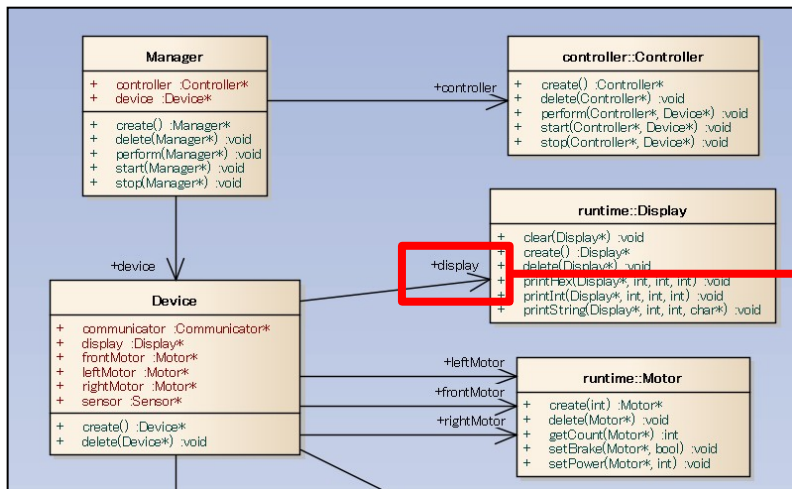 Manager
+ controller :Controller*
+ device :Device*
+ create() :Manager*
+ delete(Manager*) :void
+ perform(Manager*) :void
+ start(Manager*) :void
+ stop(Manager*) :void
+controller
controller::Controller
+ create() :Controller*
+ delete(Controller*) :void
+ perform(Controller*, Device*) :void
+ start(Controller*, Device*) :void
+ stop(Controller*, Device*) :void
+device
+display
runtime::Display
+ clear(Display*) :void
+ create() :Display*
+ delete(Display*) :void
+ printHex(Display*, int, int, int) :void
+ printInt(Display*, int, int, int) :void
+ printString(Display*, int, int, char*) :void
Device
+ communicator :Communicator*
+ display :Display*
+ frontMotor :Motor*
+ leftMotor :Motor*
+ rightMotor :Motor*
+ sensor :Sensor*
+ create() :Device*
+ delete(Device*) :void
+leftMotor
+frontMotor
+rightMotor
runtime::Motor
+ create(int) :Motor*
+ delete(Motor*) :void
+ getCount(Motor*) :int
+ setBrake(Motor*, bool) :void
+ setPower(Motor*, int) :void